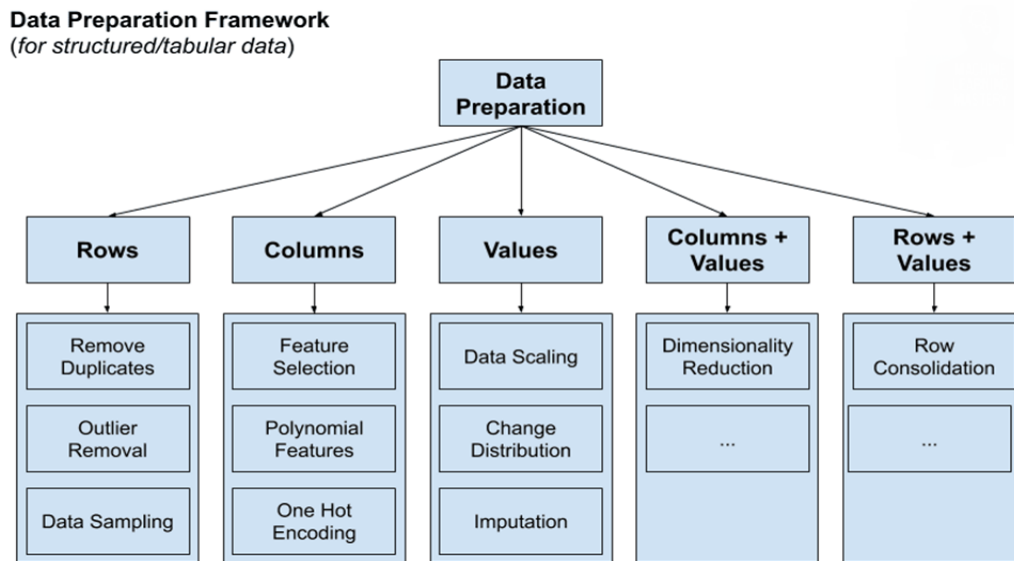 Data Preparation Framework
(for structured/tabular data)
Data
Preparation
Rows
Columns
Values
Columns +
Values
Rows +
Values
Remove
Duplicates
Outlier
Removal
Data Sampling
Feature
Selection
Polynomial
Features
One Hot
Encoding
Data Scaling
Change
Distribution
Imputation
Dimensionality
Reduction
...
Row
Consolidation
...